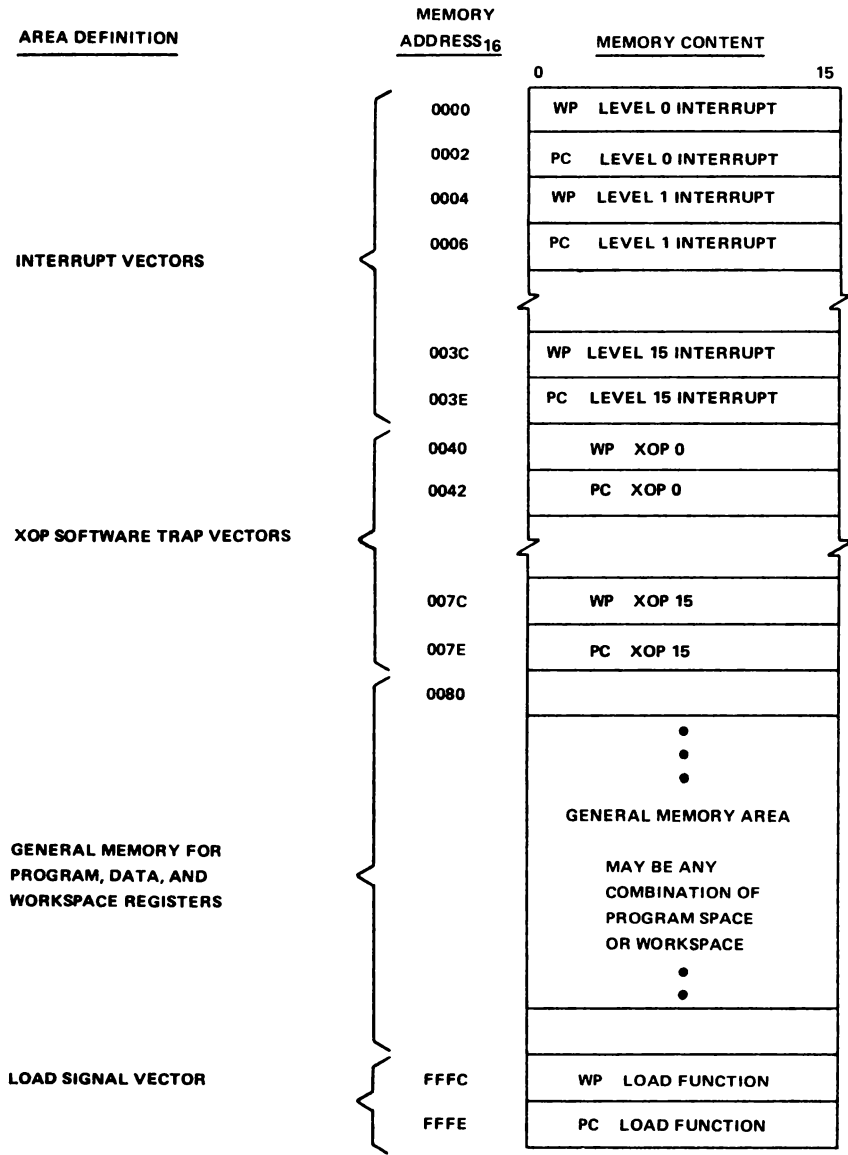 AREA DEFINITION
MEMORY
ADDRESS16
MEMORY CONTENT
0 15
0000 WP LEVEL 0 INTERRUPT
0002 PC LEVEL 0 INTERRUPT
0004 WP LEVEL 1 INTERRUPT
0006 PC LEVEL 1 INTERRUPT
INTERRUPT VECTORS
003C WP LEVEL 15 INTERRUPT
003E PC LEVEL 15 INTERRUPT
0040 WP XOP 0
0042 PC XOP 0
XOP SOFTWARE TRAP VECTORS
007C WP XOP 15
007E PC XOP 15
0080
GENERAL MEMORY AREA
GENERAL MEMORY FOR
PROGRAM, DATA, AND
WORKSPACE REGISTERS
MAY BE ANY
COMBINATION OF
PROGRAM SPACE
OR WORKSPACE
LOAD SIGNAL VECTOR
FFFC WP LOAD FUNCTION
FFFE PC LOAD FUNCTION